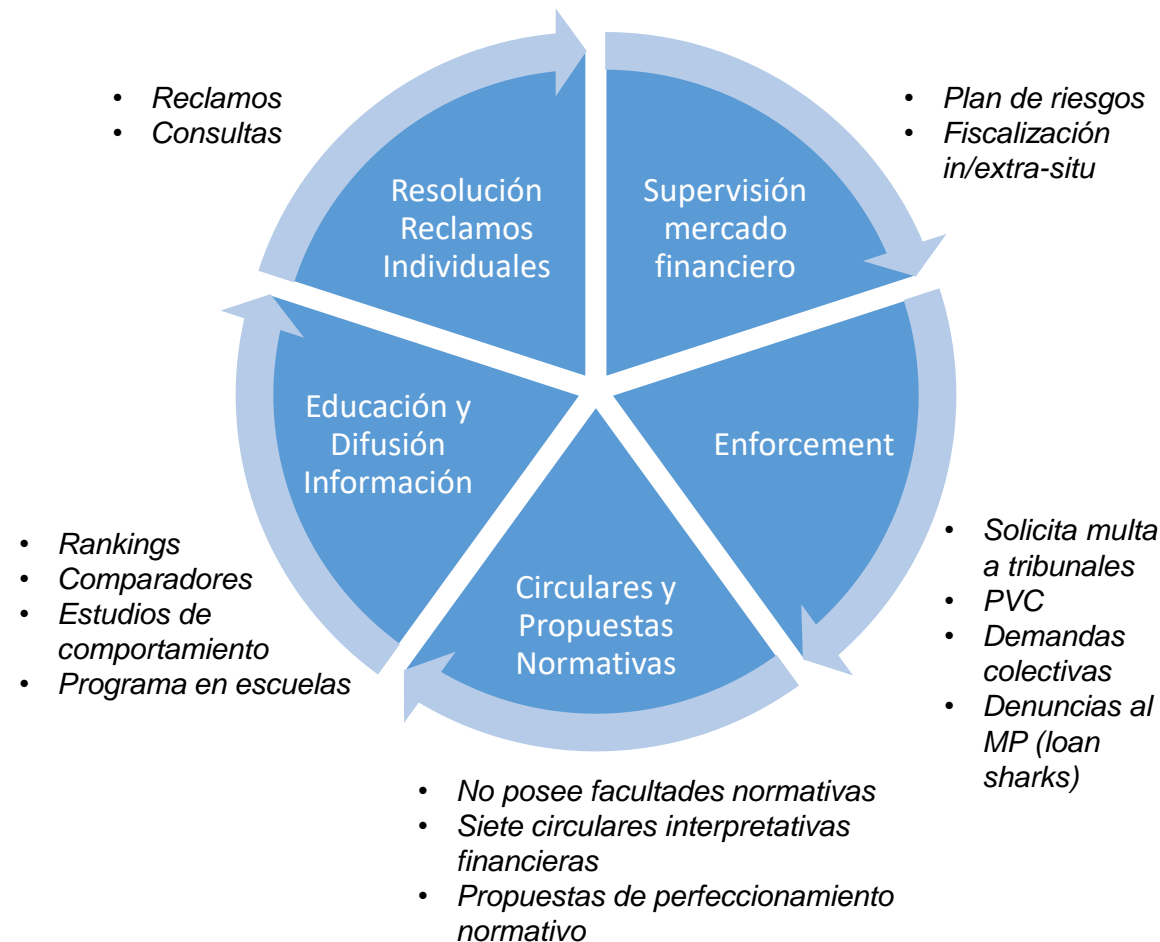 • Reclamos
• Consultas
Resolución
Reclamos
Individuales
Supervisión
mercado
financiero
• Plan de riesgos
• Fiscalización
in/extra-situ
Enforcement
• Solicita multa
a tribunales
• PVC
• Demandas
colectivas
• Denuncias al
MP (loan
sharks)
Circulares y
Propuestas
Normativas
• No posee facultades normativas
• Siete circulares interpretativas
financieras
• Propuestas de perfeccionamiento
normativo
Educación y
Difusión
Información
• Rankings
• Comparadores
• Estudios de
comportamiento
• Programa en escuelas